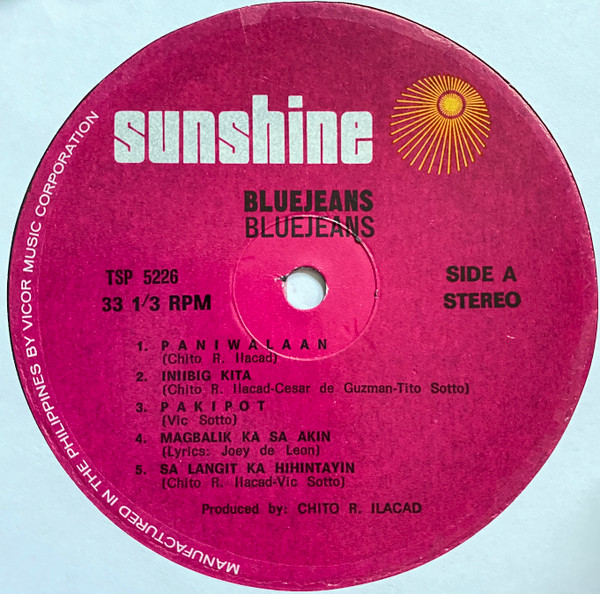 sunshine
BLUEJEANS
BLUEJEANS
TSP 5226
33 1/3 RPM
SIDE A
STEREO
1. PANIWALAAN
(Chito R. Ilacad)
2. INIIBIG KITA
(Chito R. Ilacad-Cesar de Guzman-Tito Sotto)
3. PAKIPOT
(Vic Sotto)
4. MAGBALIK KA SA AKIN
(Lyrics: Joey de Leon)
5. SA LANGIT KA HIHINTAYIN
(Chito R. Ilacad-Vic Sotto)
Produced by: CHITO R. ILACAD
MANUFACTURED IN THE PHILIPPINES BY VICOR MUSIC CORPORATION